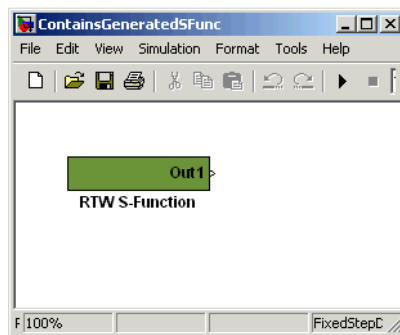 ContainsGeneratedSFunc
File Edit View Simulation Format Tools Help
Out1
RTW S-Function
F 100% FixedStepD